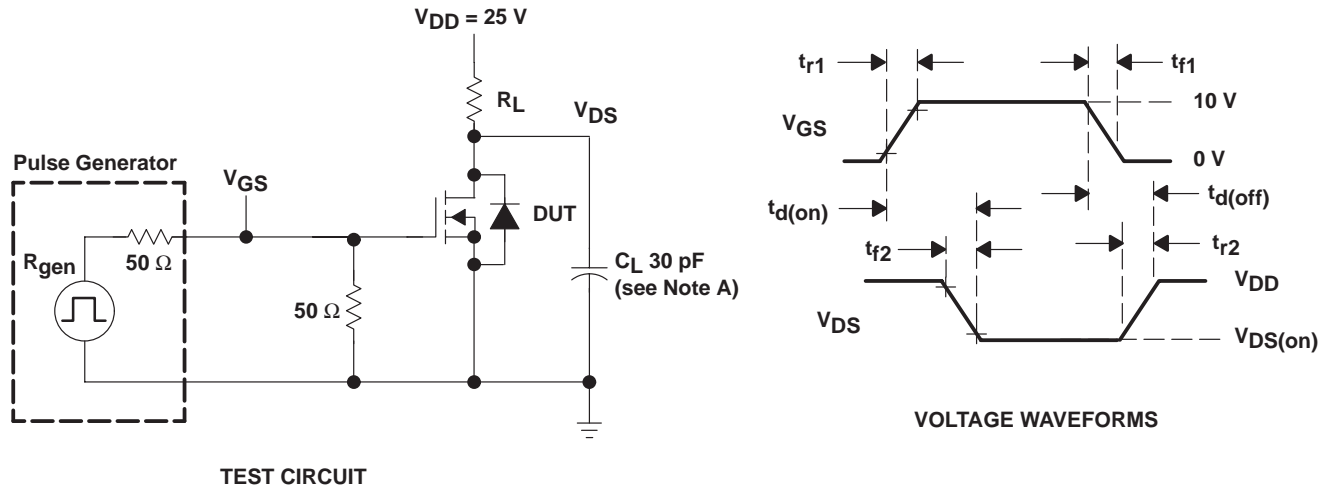 VDD = 25 V
RL
VDS
Pulse Generator
VGS
Rgen
50 Ω
50 Ω
DUT
CL 30 pF
(see Note A)
TEST CIRCUIT
tr1
tf1
10 V
VGS
0 V
td(on)
td(off)
tf2
tr2
VDD
VDS
VDS(on)
VOLTAGE WAVEFORMS